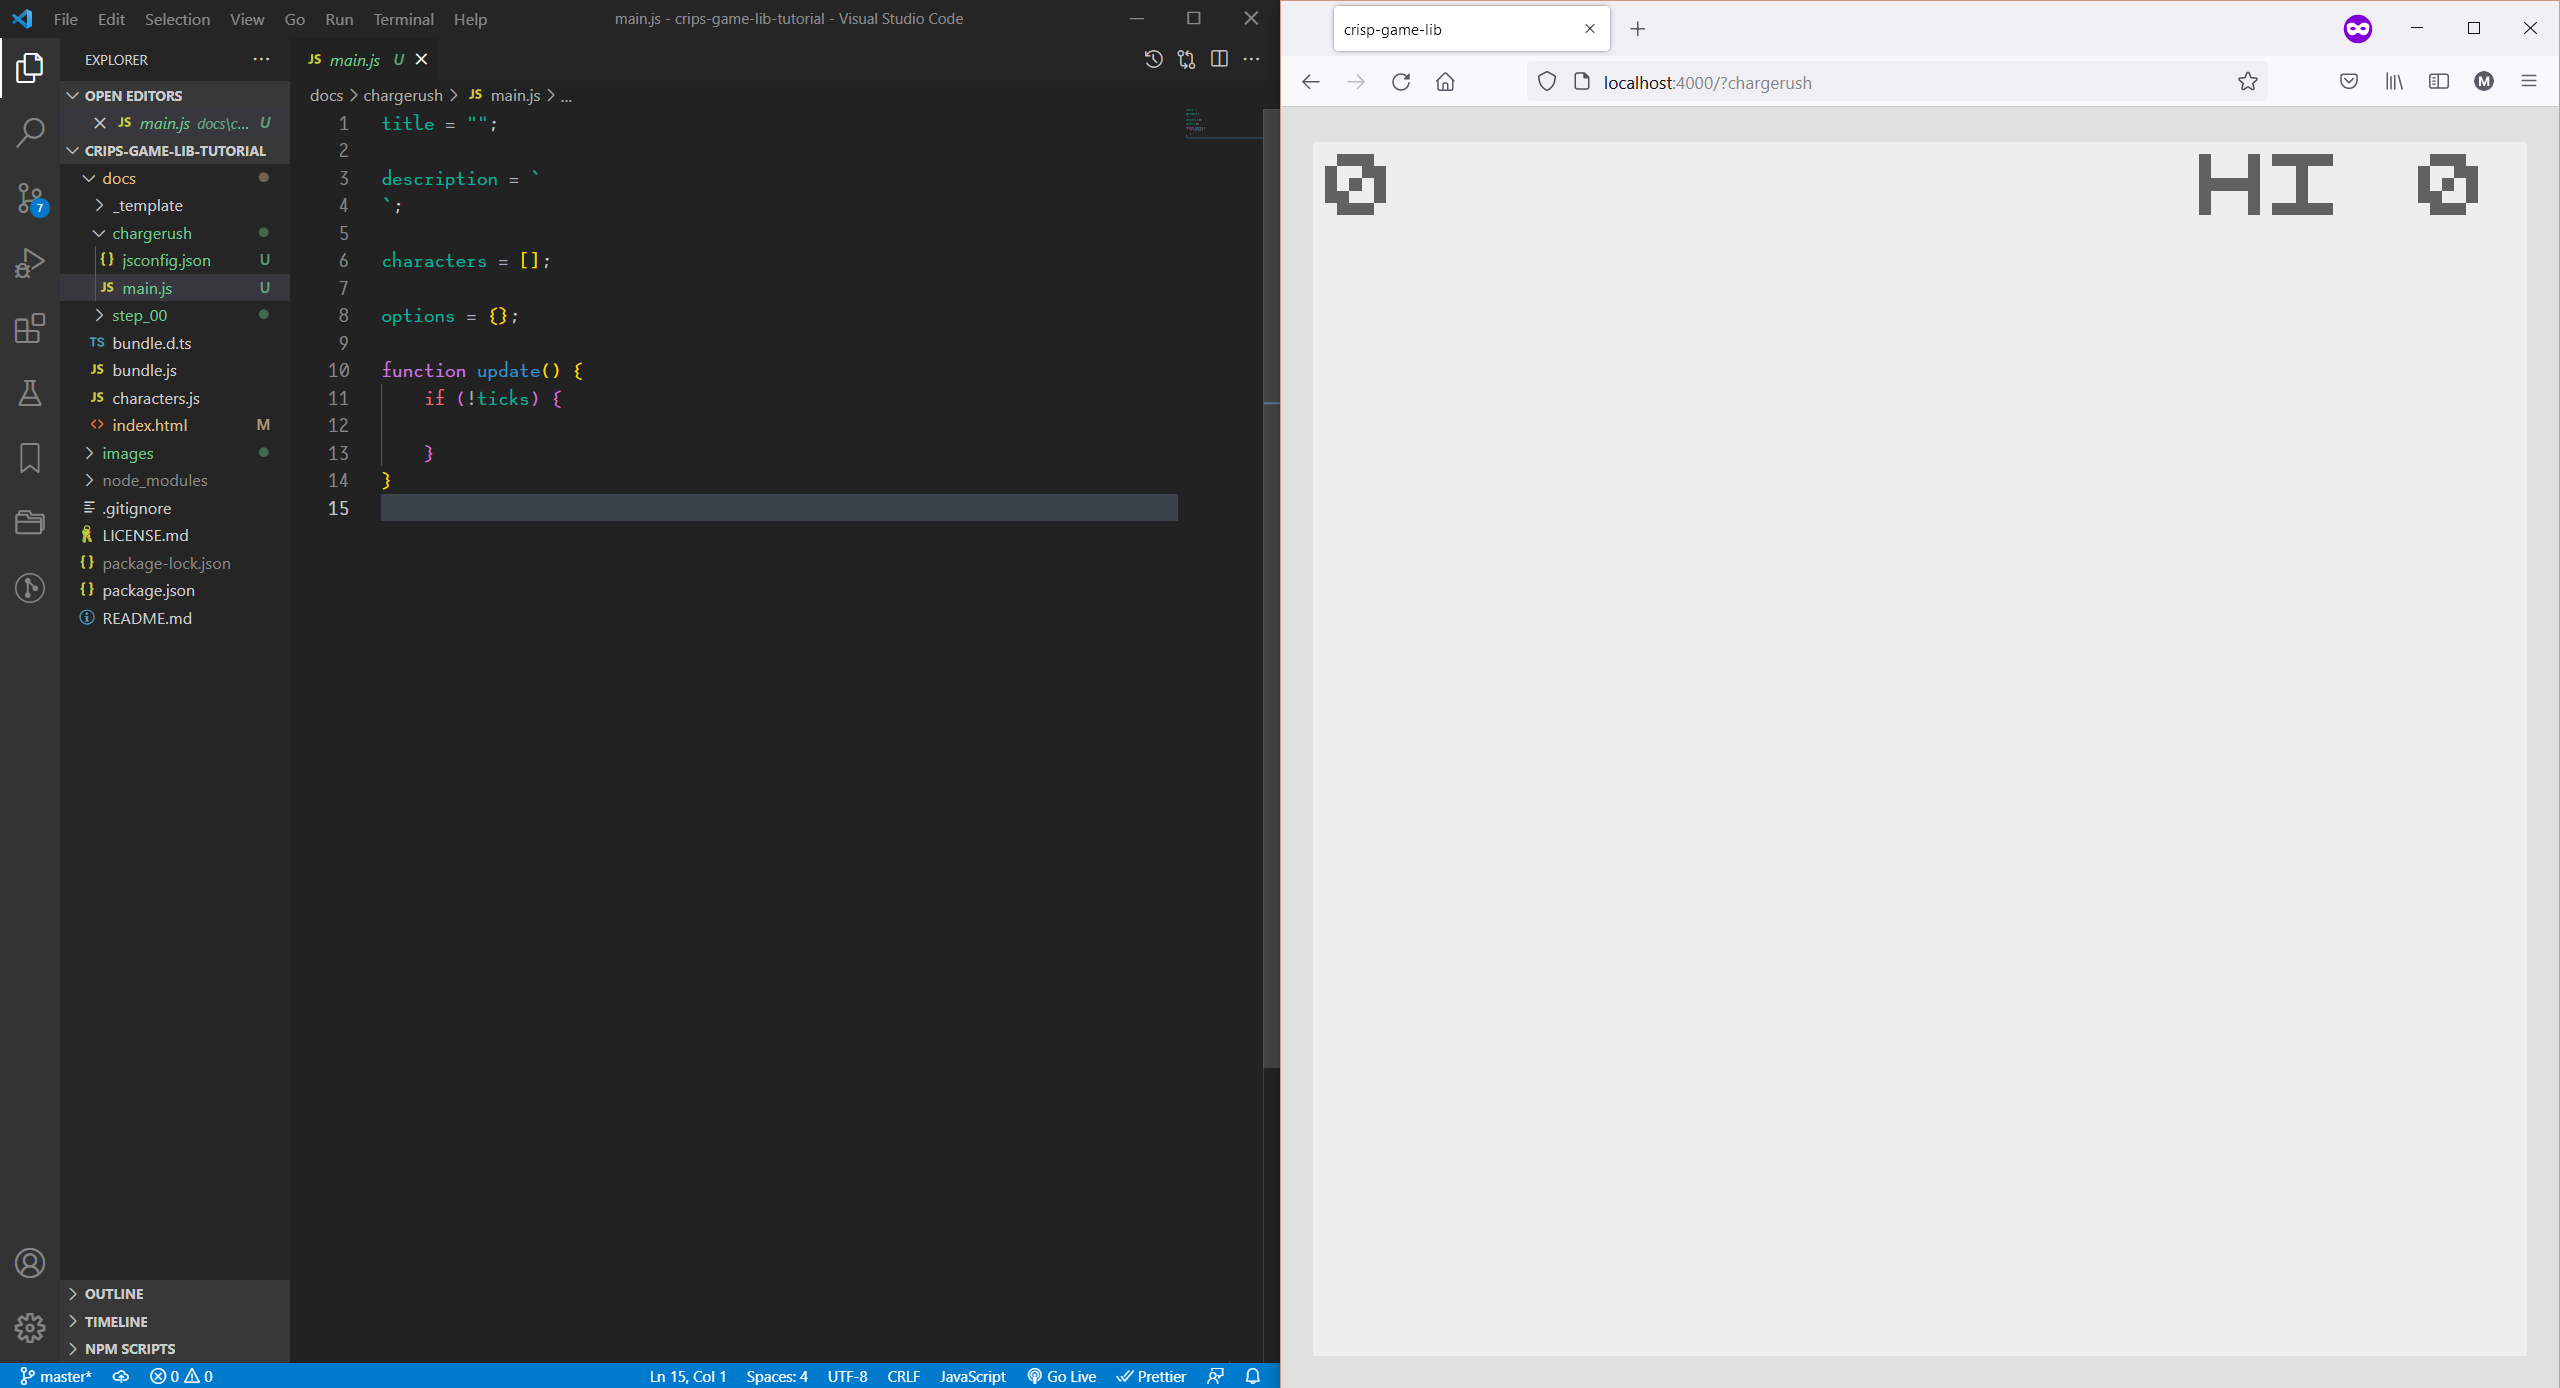 File Edit Selection View Go Run Terminal Help
main.js - crips-game-lib-tutorial - Visual Studio Code
EXPLORER
OPEN EDITORS
JS main.js docs\c... U
CRIPS-GAME-LIB-TUTORIAL
docs
_template
chargerush
{} jsconfig.json U
JS main.js U
step_00
TS bundle.d.ts
JS bundle.js
JS characters.js
<> index.html M
images
node_modules
.gitignore
LICENSE.md
{} package-lock.json
{} package.json
README.md
OUTLINE
TIMELINE
NPM SCRIPTS
7
JS main.js U
docs > chargerush > JS main.js > ...
1 title = "";
2
3 description = `
4 `;
5
6 characters = [];
7
8 options = {};
9
10 function update() {
11     if (!ticks) {
12
13     }
14 }
15
master* 0 0 Ln 15, Col 1 Spaces: 4 UTF-8 CRLF JavaScript Go Live Prettier
crisp-game-lib
localhost:4000/?chargerush
M
0 HI 0